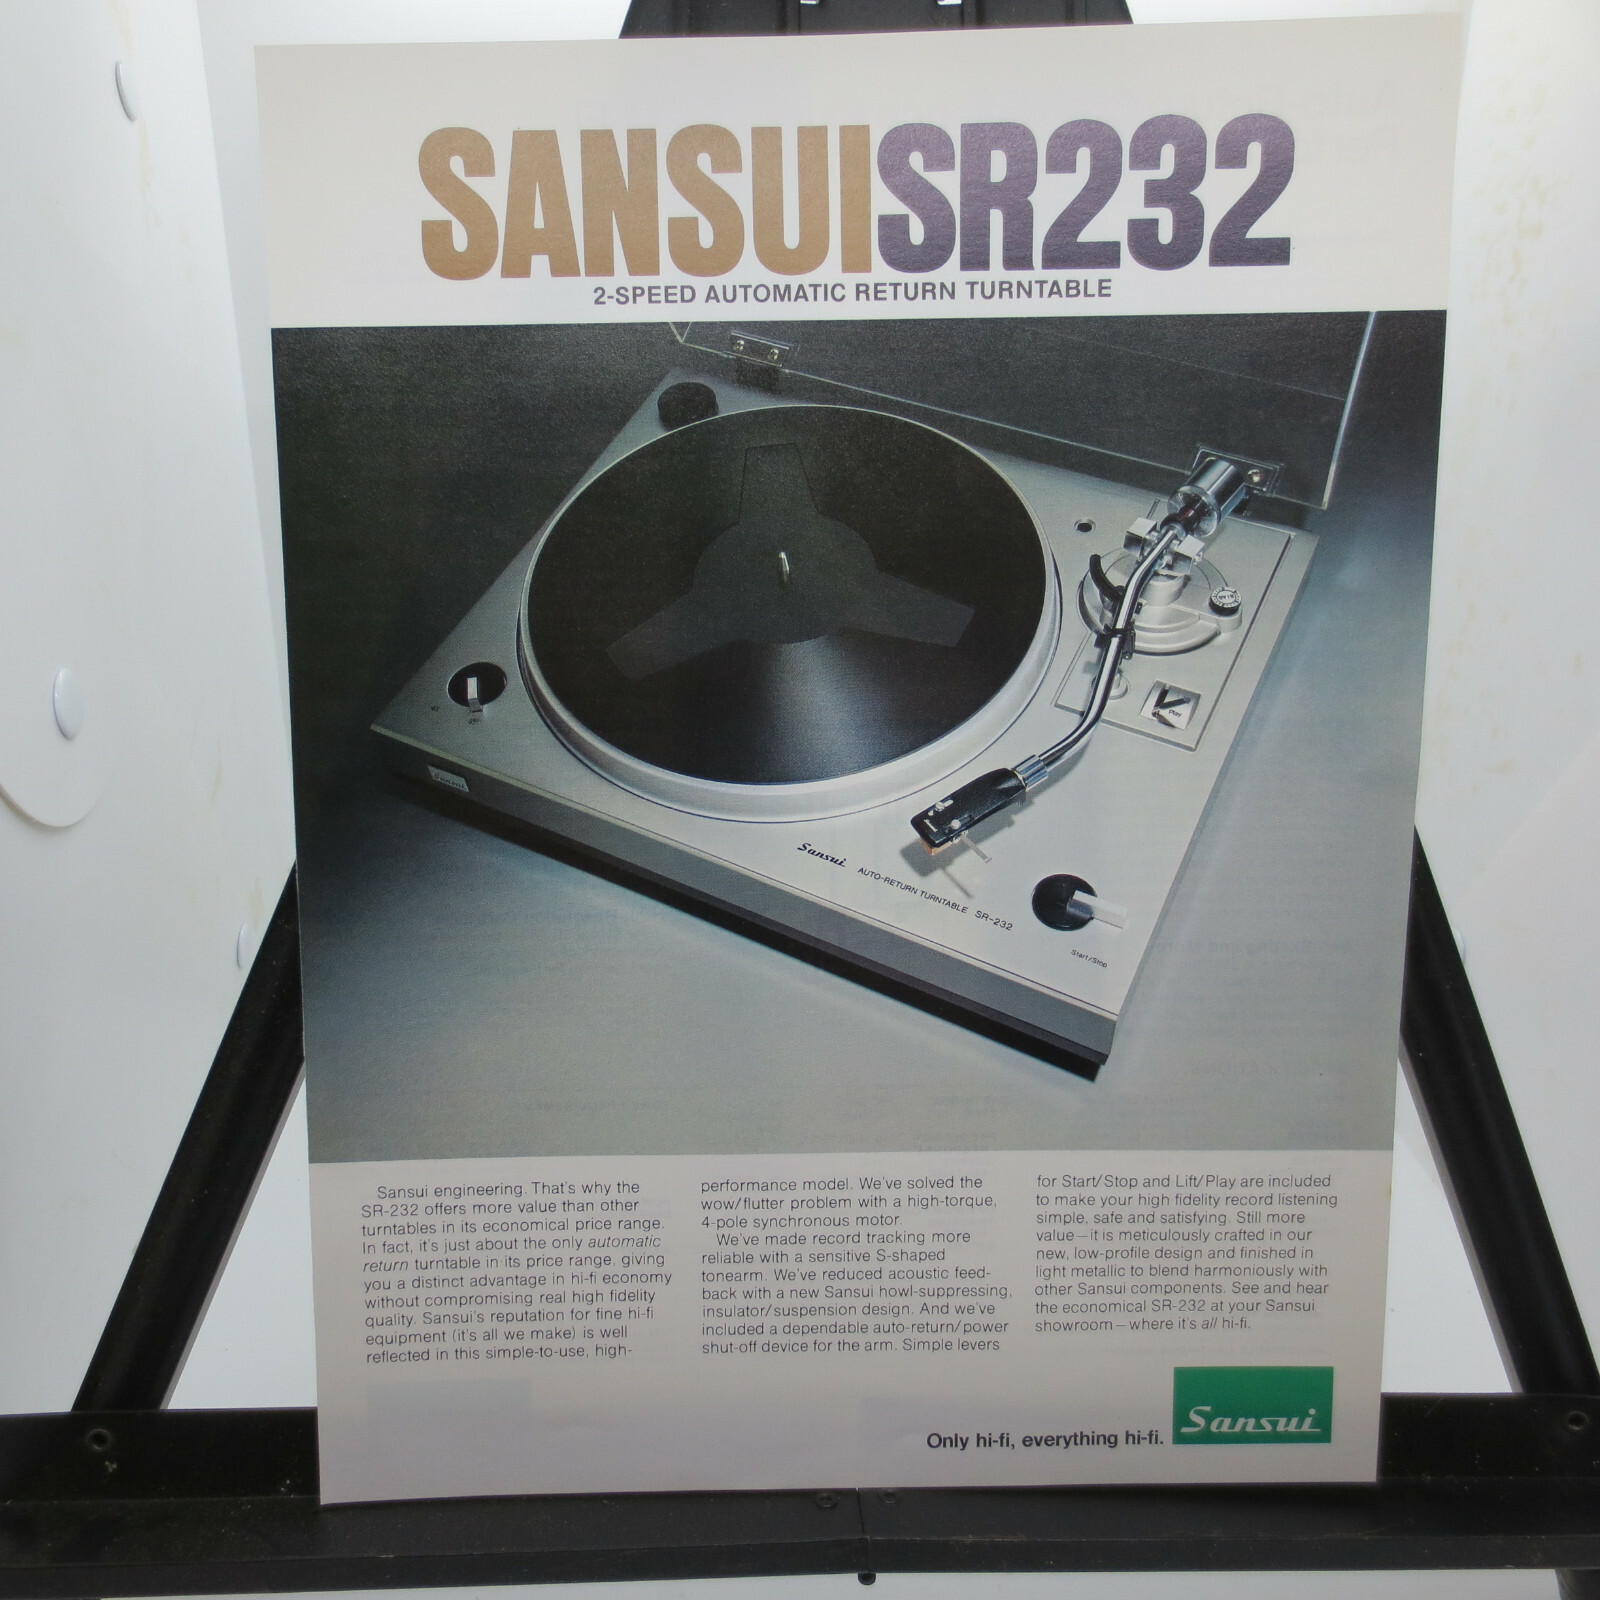 SANSUISR232
2-SPEED AUTOMATIC RETURN TURNTABLE
play
45
Sansui
Sansui AUTO-RETURN TURNTABLE SR-232
Start/Stop
Sansui engineering. That's why the
SR-232 offers more value than other
turntables in its economical price range.
In fact, it's just about the only automatic
return turntable in its price range, giving
you a distinct advantage in hi-fi economy
without compromising real high fidelity
quality. Sansui's reputation for fine hi-fi
equipment (it's all we make) is well
reflected in this simple-to-use, high-
performance model. We've solved the
wow/flutter problem with a high-torque,
4-pole synchronous motor.
We've made record tracking more
reliable with a sensitive S-shaped
tonearm. We've reduced acoustic feed-
back with a new Sansui howl-suppressing,
insulator/suspension design. And we've
included a dependable auto-return/power
shut-off device for the arm. Simple levers
for Start/Stop and Lift/Play are included
to make your high fidelity record listening
simple, safe and satisfying. Still more
value—it is meticulously crafted in our
new, low-profile design and finished in
light metallic to blend harmoniously with
other Sansui components. See and hear
the economical SR-232 at your Sansui
showroom—where it's all hi-fi.
Only hi-fi, everything hi-fi. Sansui